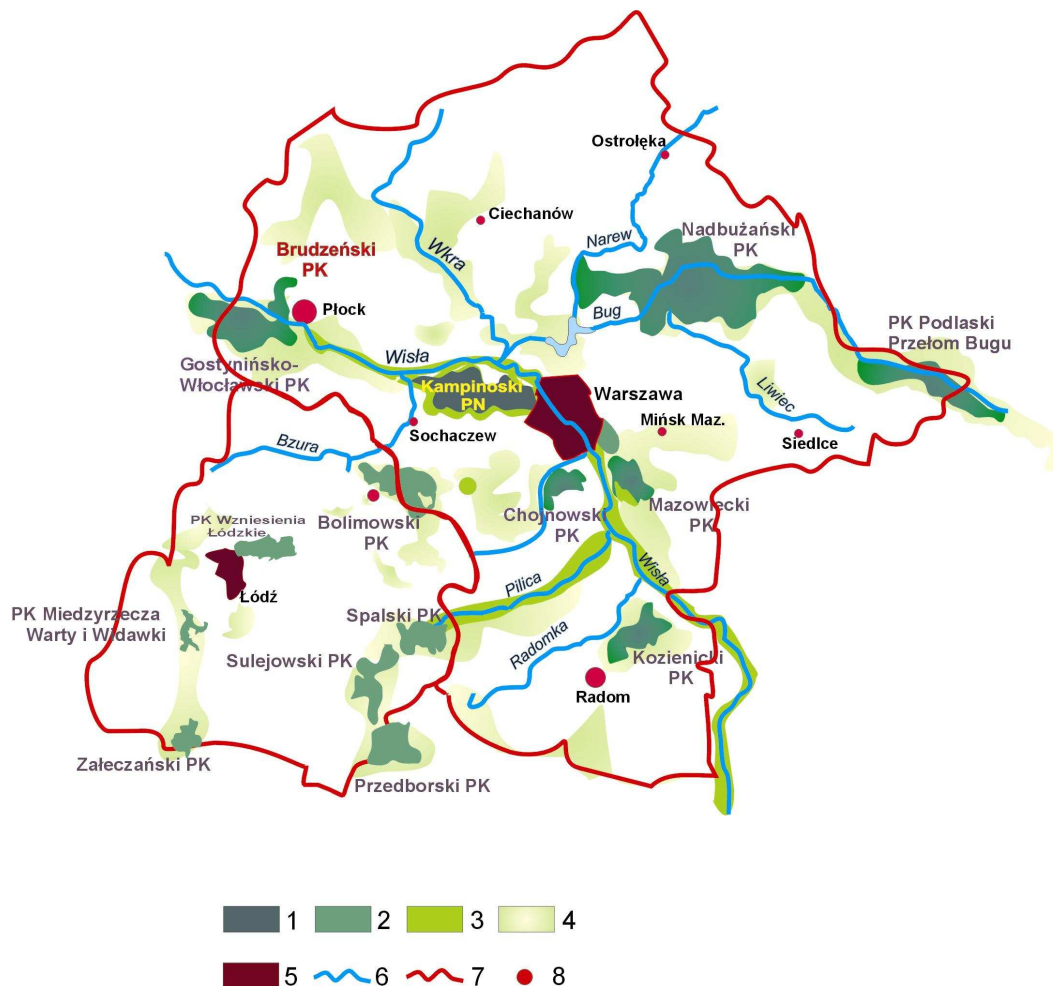 Ostrołęka
Ciechanów
Narew
Nadbużański
PK
Wkra
Brudzeński
PK
Płock
Bug
PK Podlaski
Przełom Bugu
Wisła
Gostynińsko-
Włocławski PK
Kampinoski
PN
Warszawa
Liwiec
Mińsk Maz.
Sochaczew
Siedlce
Bzura
Bolimowski
PK
Chojnowski
PK
Mazowiecki
PK
PK Wzniesienia
Łódzkie
Łódź
Wisła
Pilica
PK Miedzyrzecza
Warty i Widawki
Spalski PK
Radomka
Sulejowski PK
Kozienicki
PK
Radom
Załeczański PK
Przedborski PK
1 2 3 4
5 6 7 8